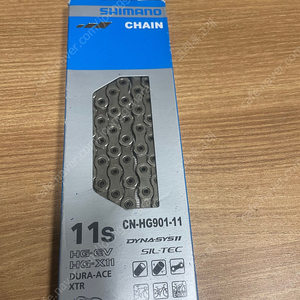 SHIMANO
CHAIN
11s
CN-HG901-11
HG-EV
HG-X11
DYNA-SYS11
SIL-TEC
DURA-ACE
XTR